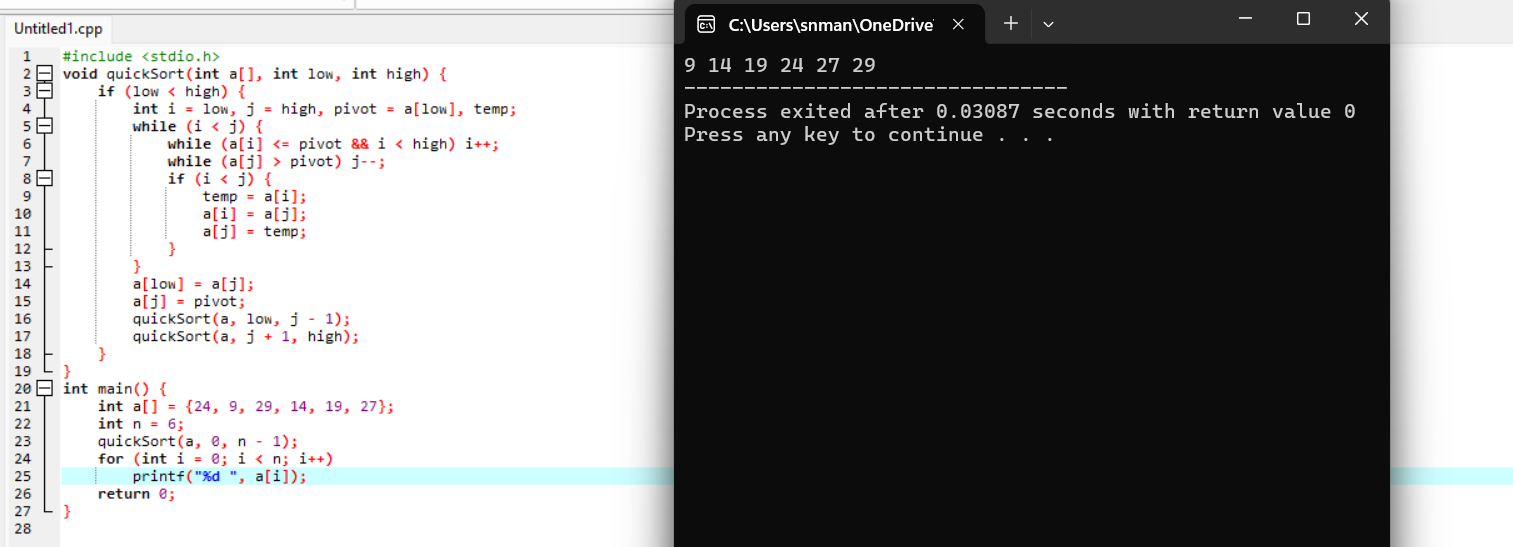 Untitled1.cpp
1 #include <stdio.h>
2 void quickSort(int a[], int low, int high) {
3 if (low < high) {
4 int i = low, j = high, pivot = a[low], temp;
5 while (i < j) {
6 while (a[i] <= pivot && i < high) i++;
7 while (a[j] > pivot) j--;
8 if (i < j) {
9 temp = a[i];
10 a[i] = a[j];
11 a[j] = temp;
12 }
13 }
14 a[low] = a[j];
15 a[j] = pivot;
16 quickSort(a, low, j - 1);
17 quickSort(a, j + 1, high);
18 }
19 }
20 int main() {
21 int a[] = {24, 9, 29, 14, 19, 27};
22 int n = 6;
23 quickSort(a, 0, n - 1);
24 for (int i = 0; i < n; i++)
25 printf("%d ", a[i]);
26 return 0;
27 }
28
C:\Users\snman\OneDrive
9 14 19 24 27 29
--------------------------------
Process exited after 0.03087 seconds with return value 0
Press any key to continue . . .